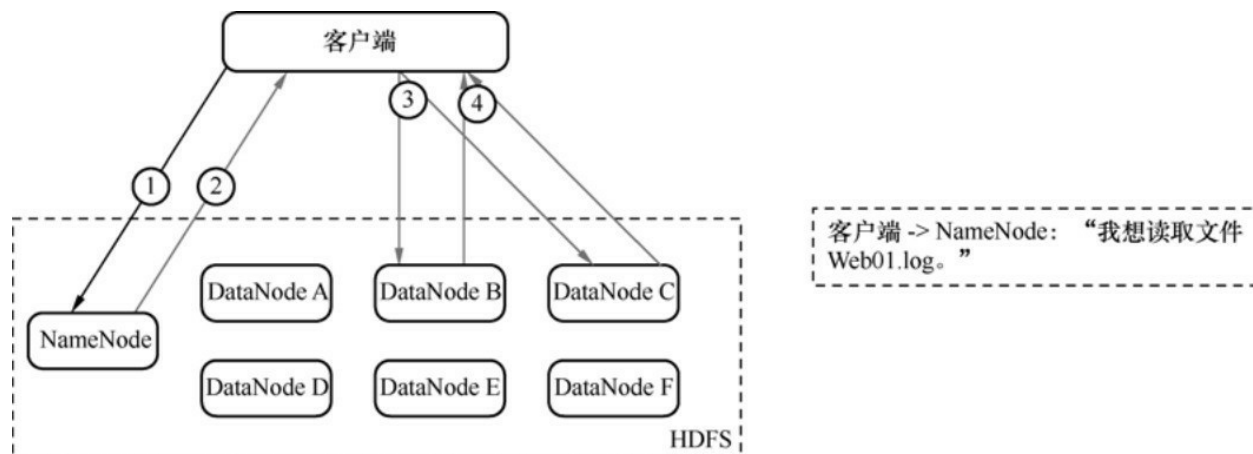 客户端
3
4
1
2
客户端 -> NameNode：“我想读取文件
Web01.log。”
DataNode A
DataNode B
DataNode C
NameNode
DataNode D
DataNode E
DataNode F
HDFS